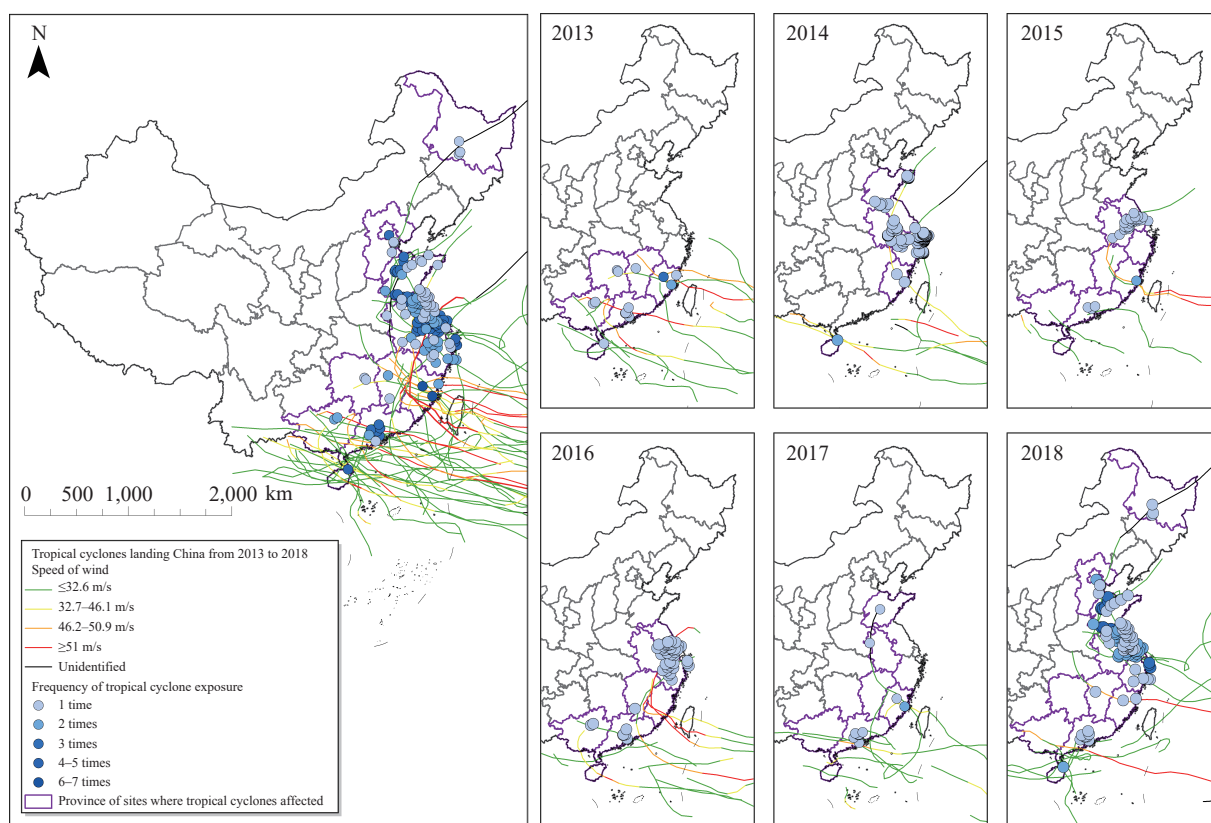 N
0 500 1,000 2,000 km
Tropical cyclones landing China from 2013 to 2018
Speed of wind
≤32.6 m/s
32.7–46.1 m/s
46.2–50.9 m/s
≥51 m/s
Unidentified
Frequency of tropical cyclone exposure
1 time
2 times
3 times
4–5 times
6–7 times
Province of sites where tropical cyclones affected
2013
2014
2015
2016
2017
2018